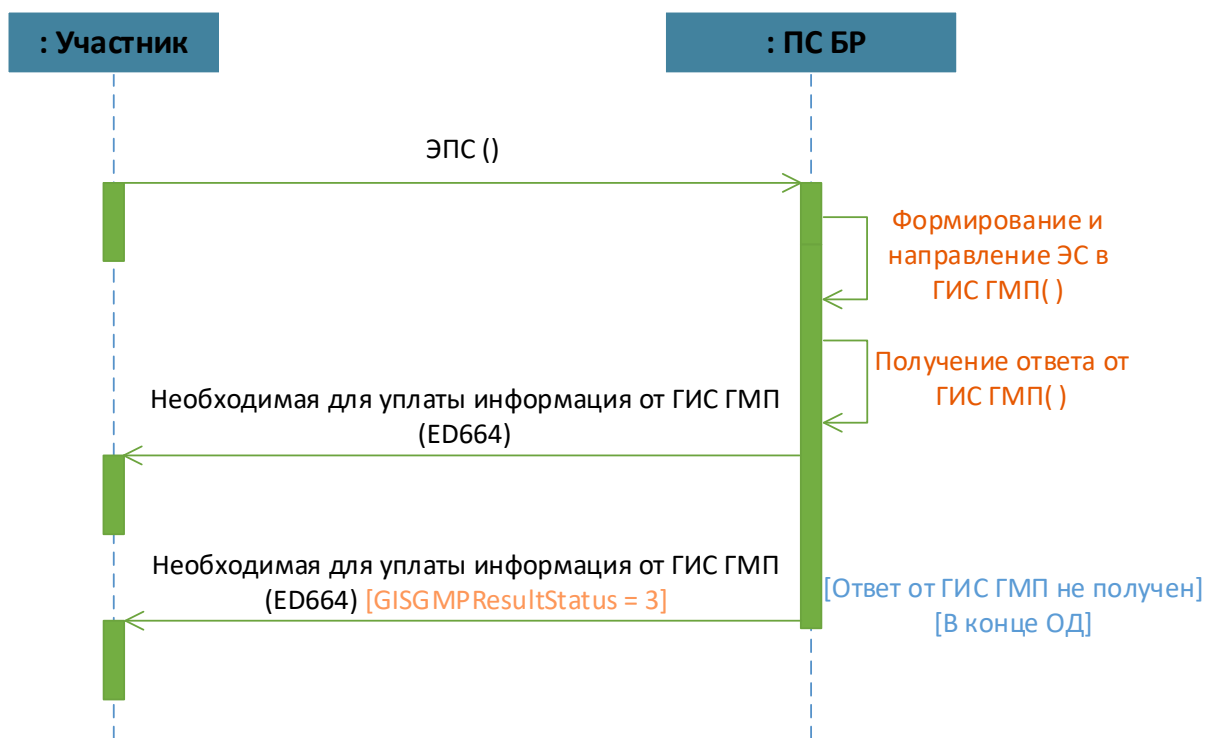 : Участник
: ПС БР
ЭПС ()
Формирование и
направление ЭС в
ГИС ГМП( )
Получение ответа от
ГИС ГМП( )
Необходимая для уплаты информация от ГИС ГМП
(ED664)
Необходимая для уплаты информация от ГИС ГМП
(ED664) [GISGMPResultStatus = 3]
[Ответ от ГИС ГМП не получен]
[В конце ОД]